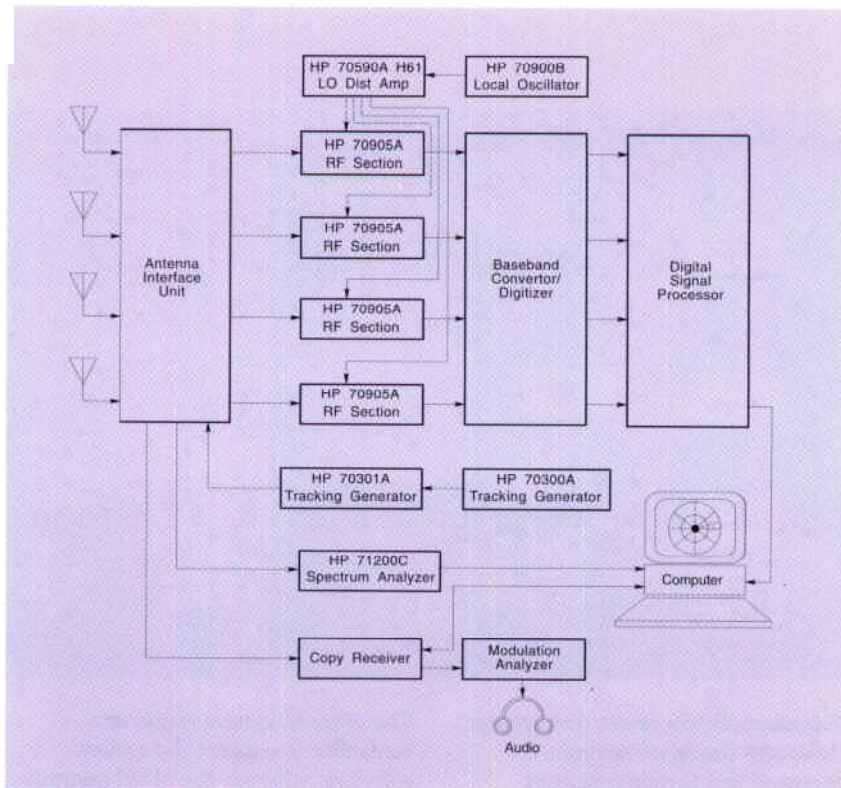 HP 70590A H61
LO Dist Amp
HP 70900B
Local Oscillator
HP 70905A
RF Section
HP 70905A
RF Section
HP 70905A
RF Section
HP 70905A
RF Section
Antenna
Interface
Unit
Baseband
Convertor/
Digitizer
Digital
Signal
Processor
HP 70301A
Tracking Generator
HP 70300A
Tracking Generator
HP 71200C
Spectrum Analyzer
Computer
Copy Receiver
Modulation
Analyzer
Audio